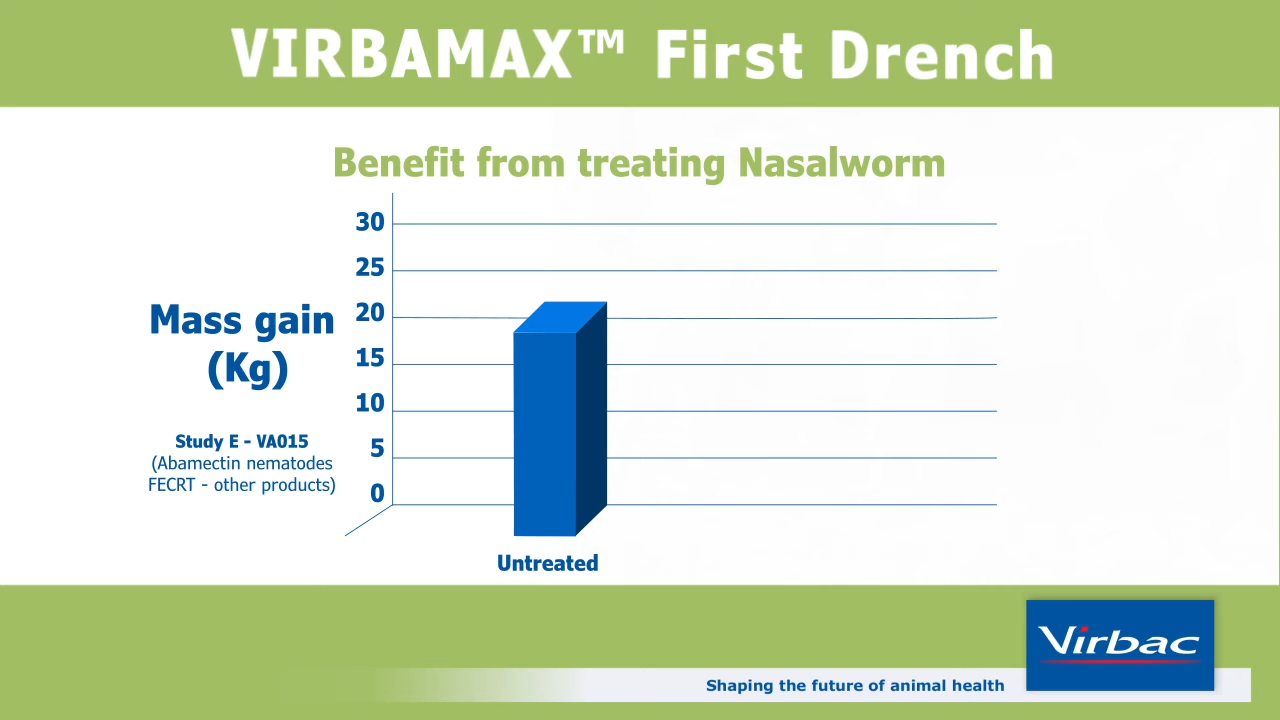 VIRBAMAX™ First Drench
Benefit from treating Nasalworm
30
25
20
15
10
5
0
Mass gain
(Kg)
Study E - VA015
(Abamectin nematodes
FECRT - other products)
Untreated
Virbac
Shaping the future of animal health